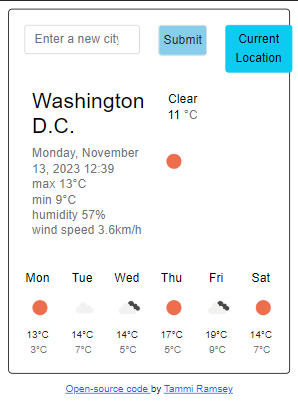 Enter a new city
Submit
Current
Location
Washington
D.C.
Clear
11 °C
Monday, November
13, 2023 12:39
max 13°C
min 9°C
humidity 57%
wind speed 3.6km/h
Mon Tue Wed Thu Fri Sat
13°C 14°C 14°C 17°C 19°C 14°C
3°C 7°C 5°C 5°C 9°C 7°C
Open-source code by Tammi Ramsey